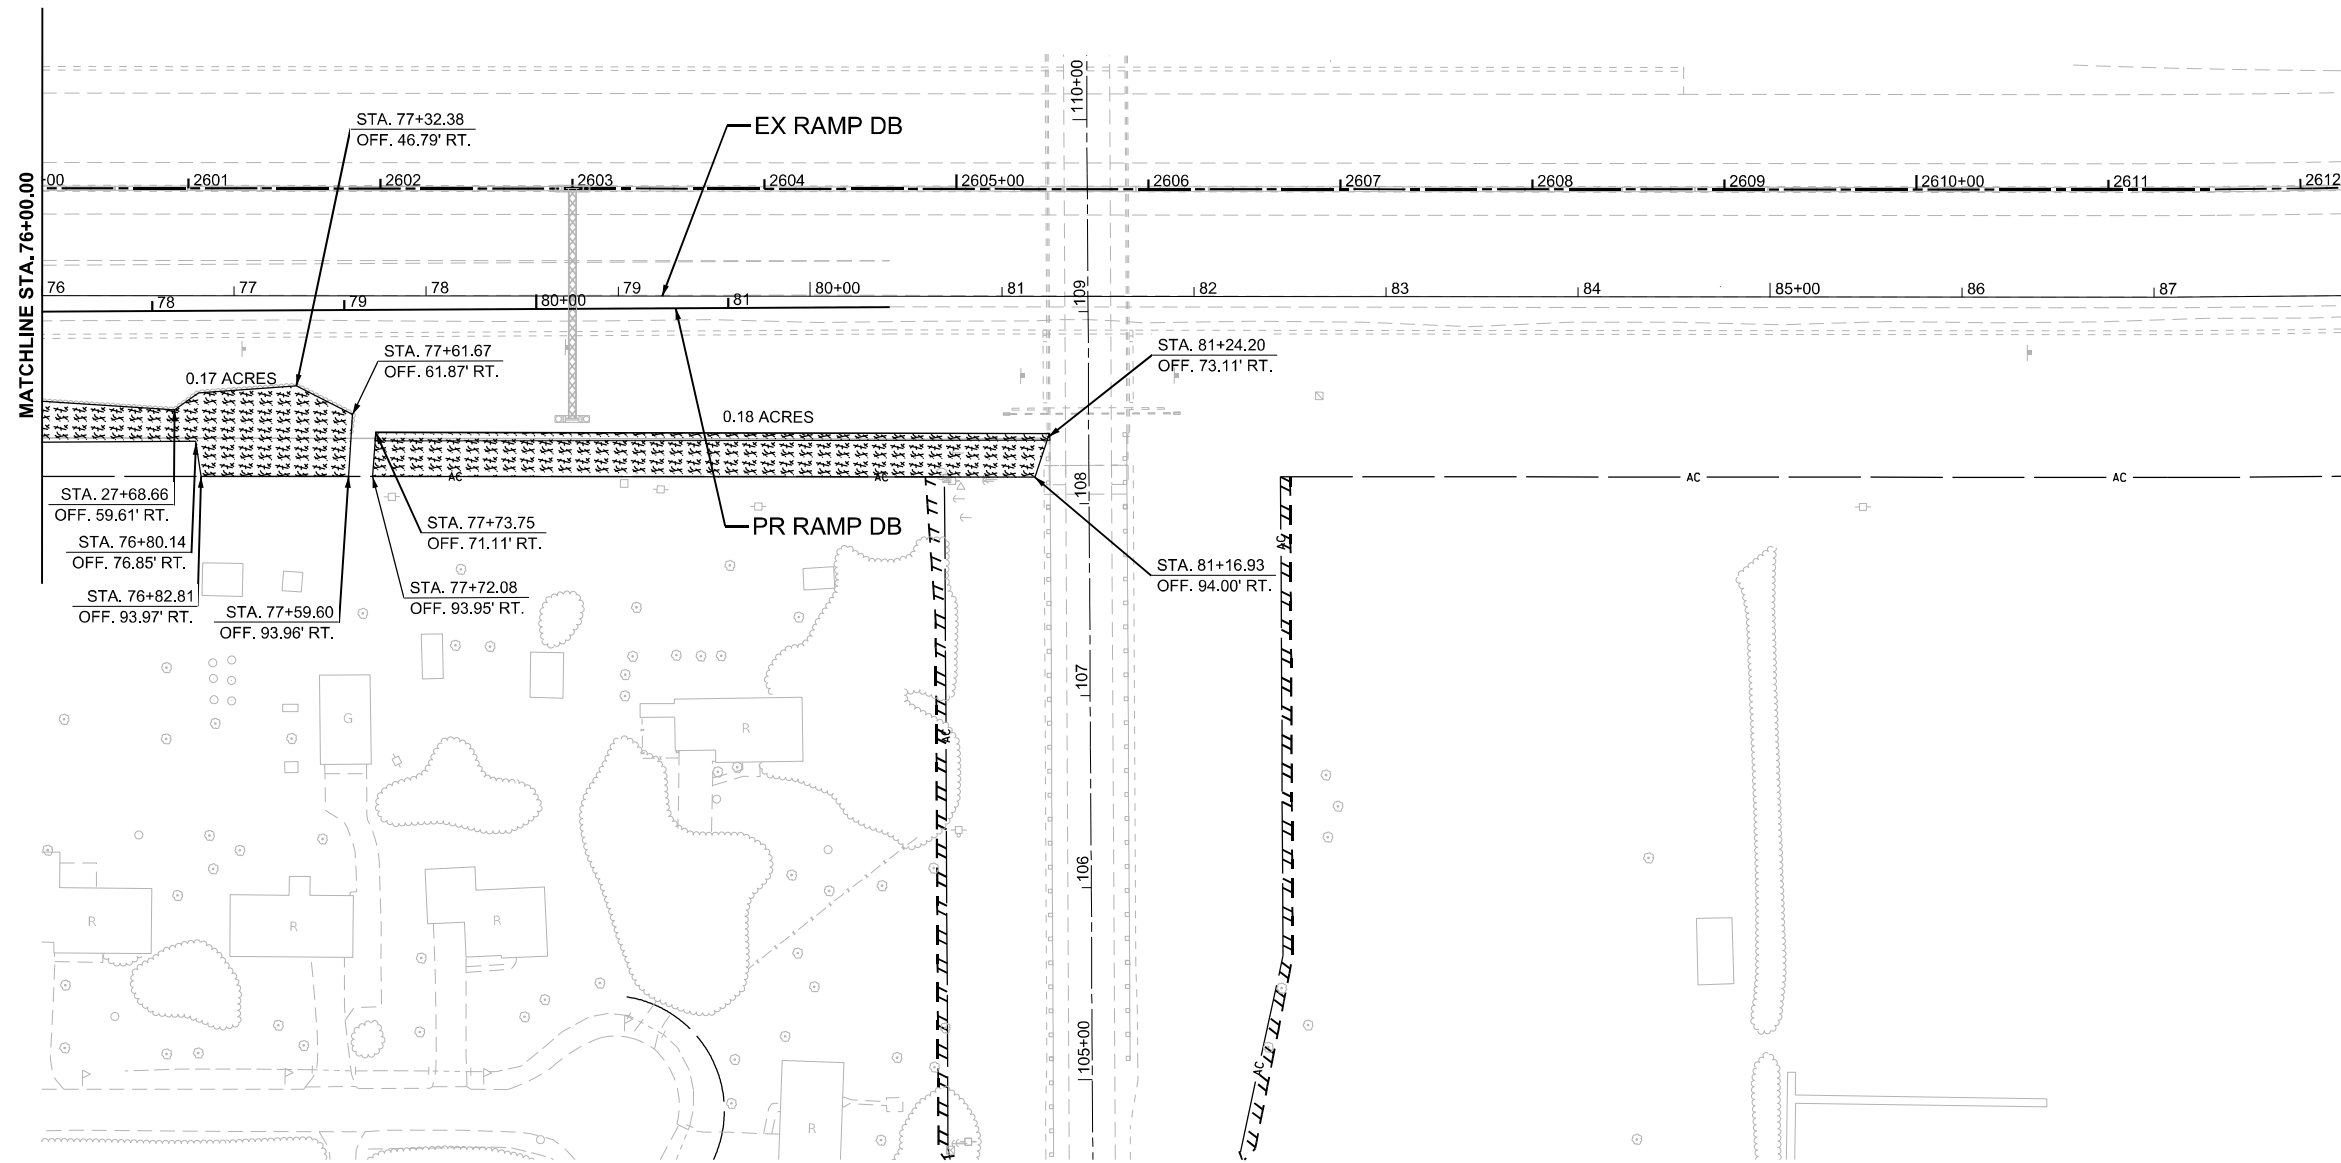 110+00
STA. 77+32.38
OFF. 46.79' RT.
EX RAMP DB
MATCHLINE STA. 76+00.00
00
2601
2602
2603
2604
2605+00
2606
2607
2608
2609
2610+00
2611
2612
76
77
78
79
80+00
81
82
83
84
85+00
86
87
78
79
80+00
81
109
STA. 77+61.67
OFF. 61.87' RT.
0.17 ACRES
STA. 81+24.20
OFF. 73.11' RT.
0.18 ACRES
AC
AC
AC
AC
108
STA. 27+68.66
OFF. 59.61' RT.
STA. 77+73.75
OFF. 71.11' RT.
PR RAMP DB
STA. 76+80.14
OFF. 76.85' RT.
AC
STA. 81+16.93
OFF. 94.00' RT.
STA. 76+82.81
OFF. 93.97' RT.
STA. 77+59.60
OFF. 93.96' RT.
STA. 77+72.08
OFF. 93.95' RT.
107
G
R
AC
106
R
R
R
105+00
AC
R